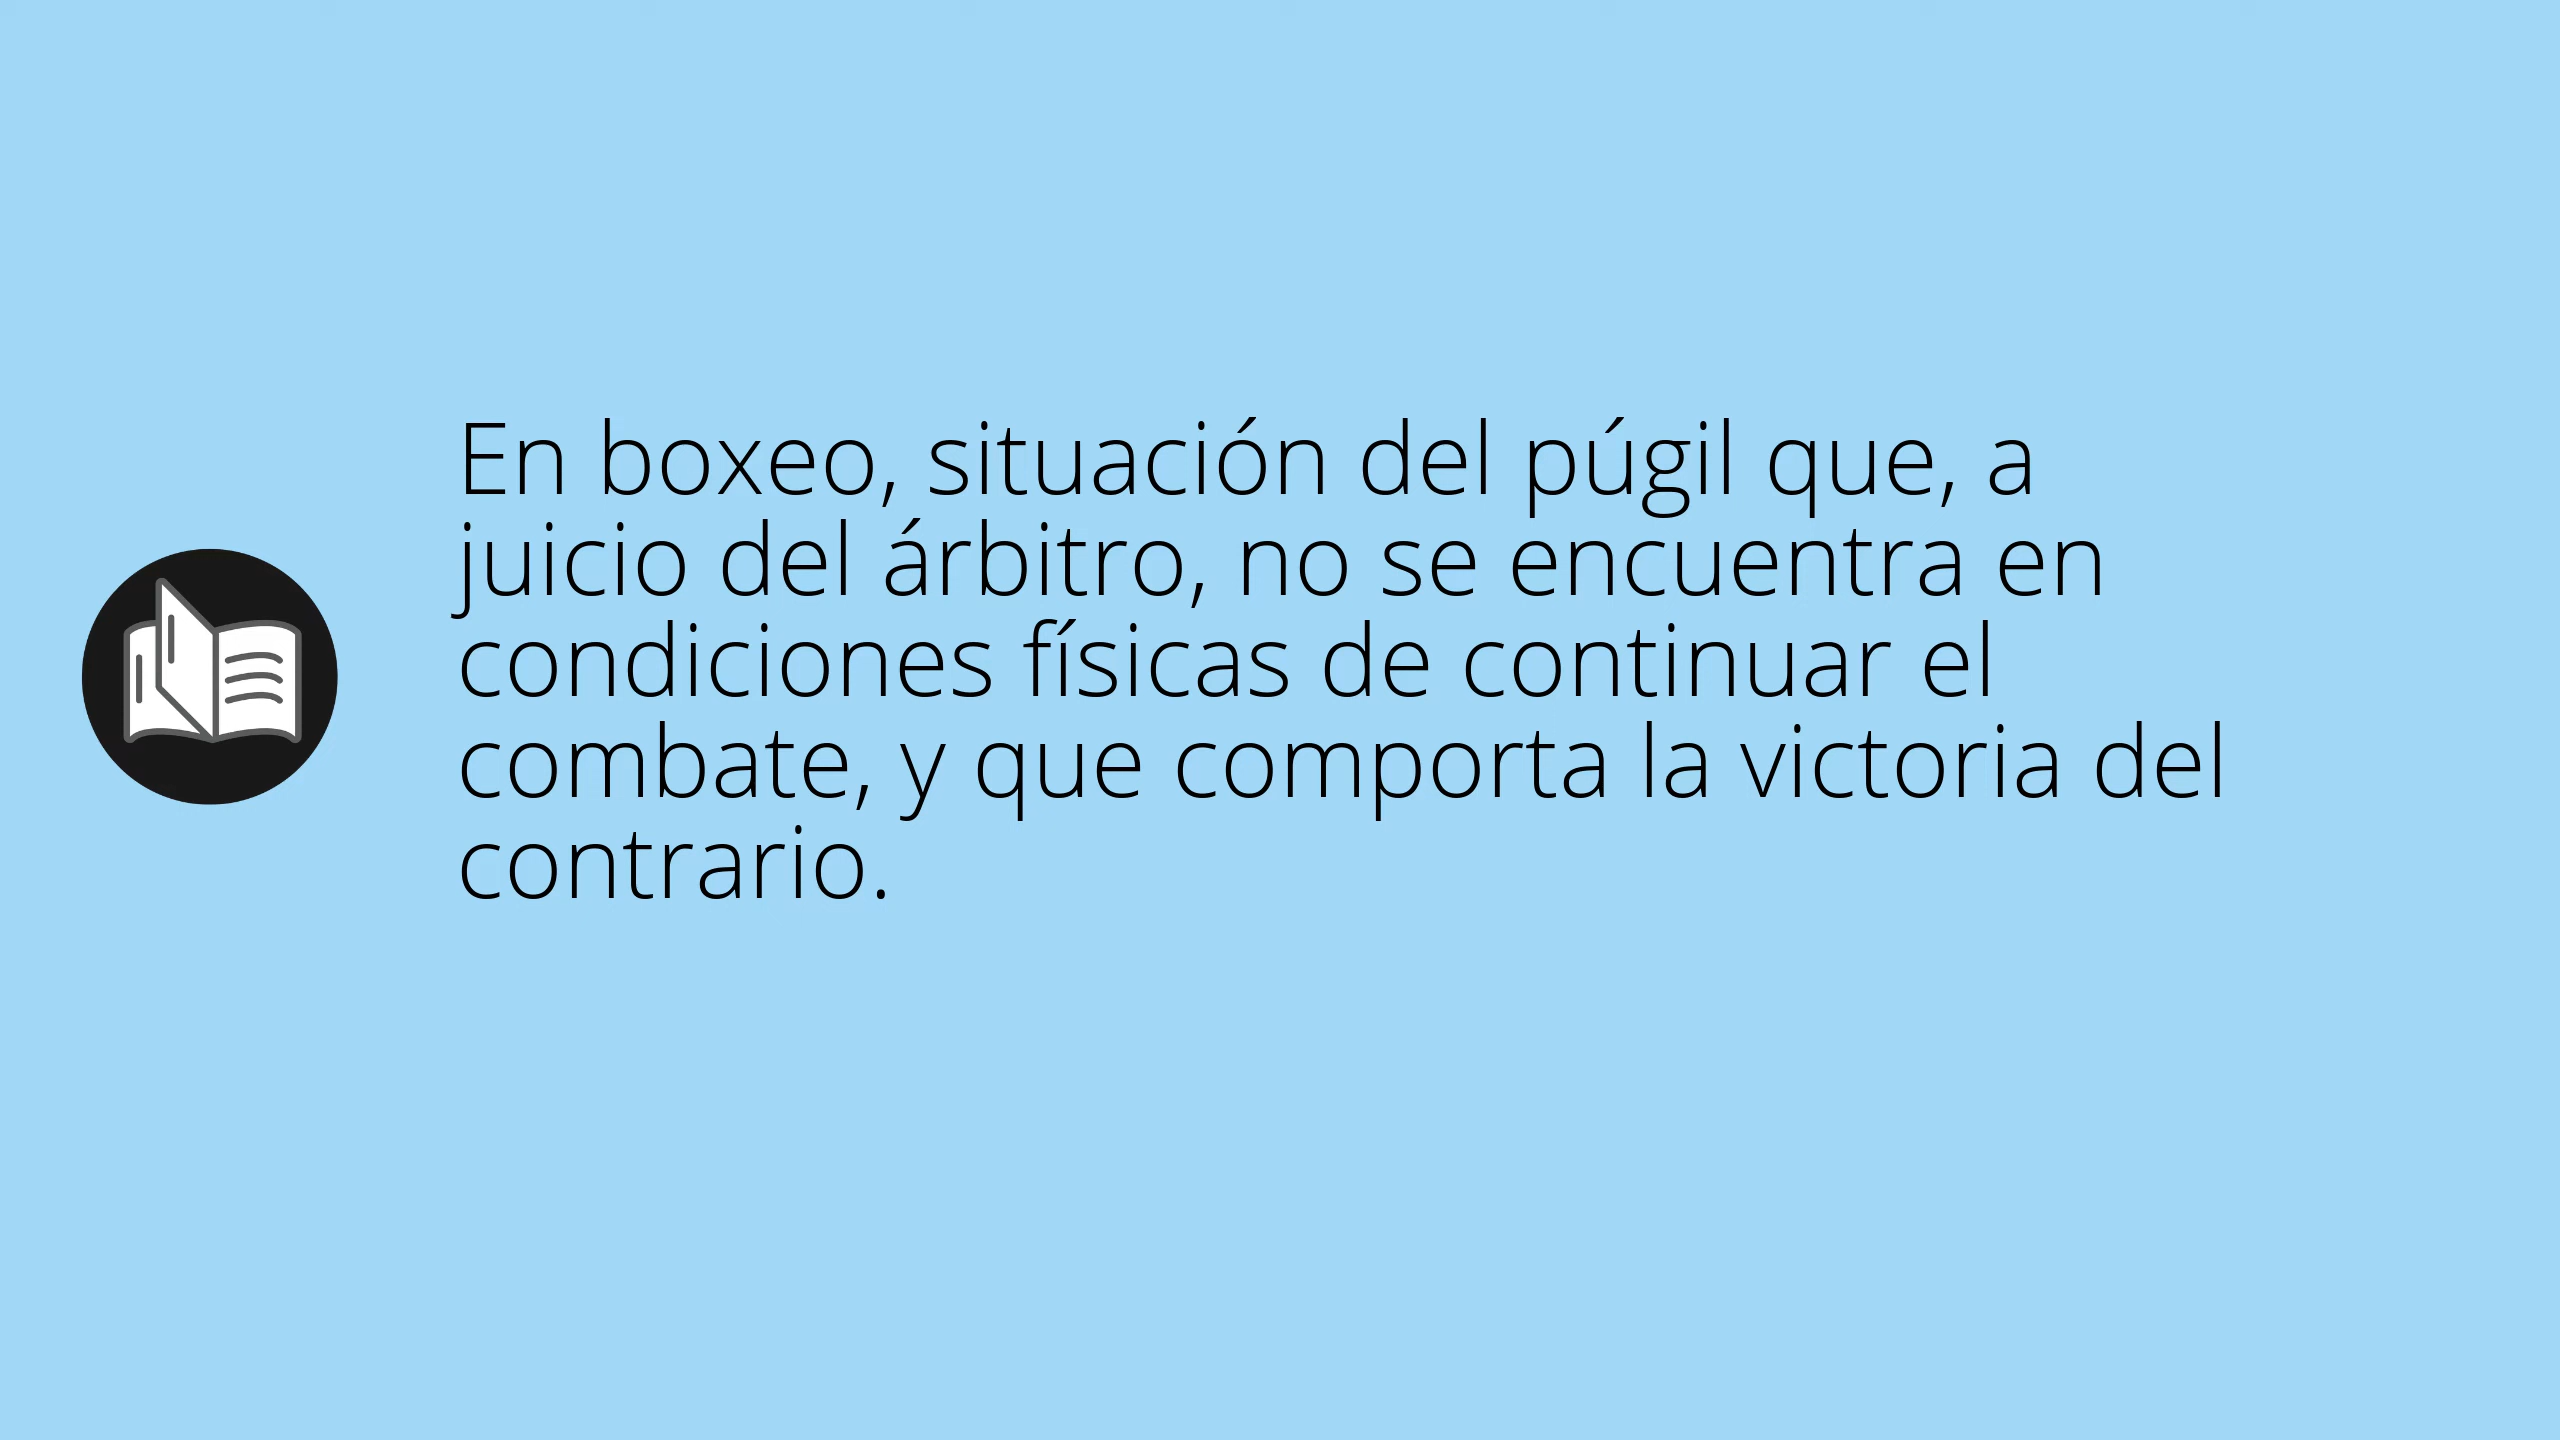 En boxeo, situación del púgil que, a
juicio del árbitro, no se encuentra en
condiciones físicas de continuar el
combate, y que comporta la victoria del
contrario.